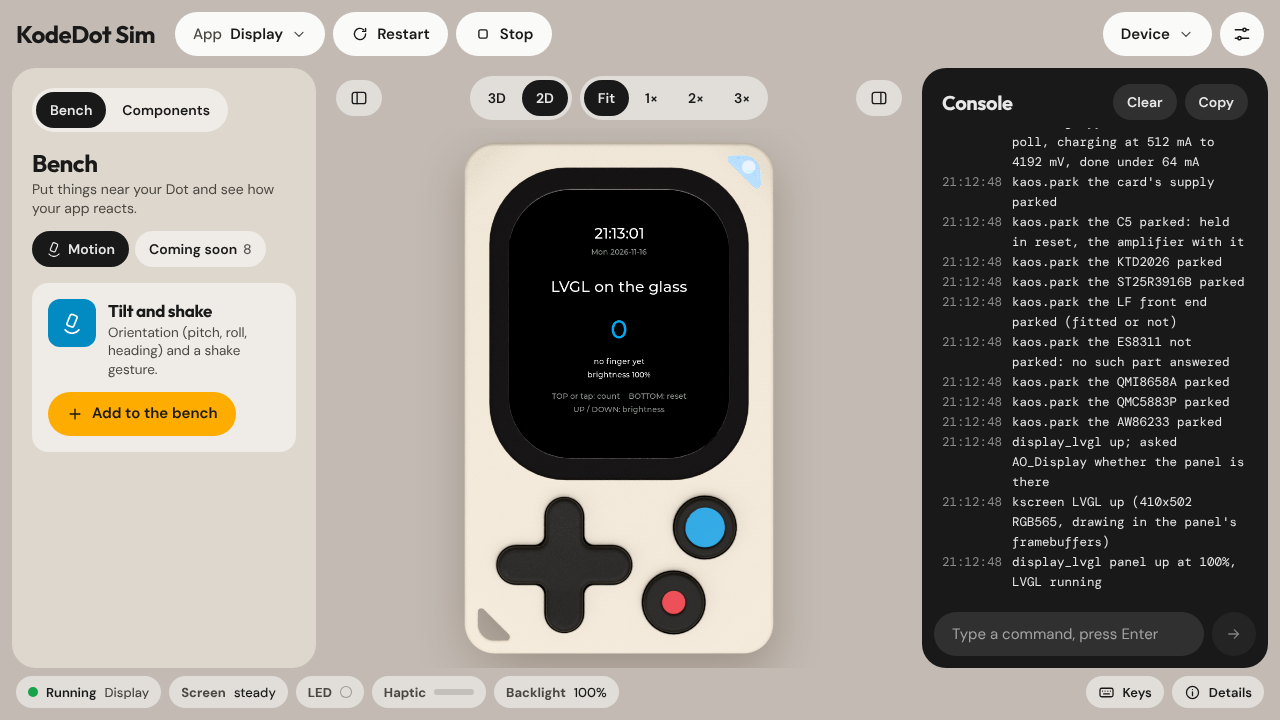 KodeDot Sim
App Display
Restart
Stop
Device
Bench
Components
Bench
Put things near your Dot and see how
your app reacts.
Motion
Coming soon 8
Tilt and shake
Orientation (pitch, roll,
heading) and a shake
gesture.
Add to the bench
3D
2D
Fit
1×
2×
3×
21:13:01
Mon 2026-11-16
LVGL on the glass
0
no finger yet
brightness 100%
TOP or tap: count BOTTOM: reset
UP / DOWN: brightness
Console
Clear
Copy
poll, charging at 512 mA to
4192 mV, done under 64 mA
21:12:48 kaos.park the card's supply
parked
21:12:48 kaos.park the C5 parked: held
in reset, the amplifier with it
21:12:48 kaos.park the KTD2026 parked
21:12:48 kaos.park the ST25R3916B parked
21:12:48 kaos.park the LF front end
parked (fitted or not)
21:12:48 kaos.park the ES8311 not
parked: no such part answered
21:12:48 kaos.park the QMI8658A parked
21:12:48 kaos.park the QMC5883P parked
21:12:48 kaos.park the AW86233 parked
21:12:48 display_lvgl up; asked
AO_Display whether the panel is
there
21:12:48 kscreen LVGL up (410x502
RGB565, drawing in the panel's
framebuffers)
21:12:48 display_lvgl panel up at 100%,
LVGL running
Type a command, press Enter
Running Display
Screen steady
LED
Haptic
Backlight 100%
Keys
Details